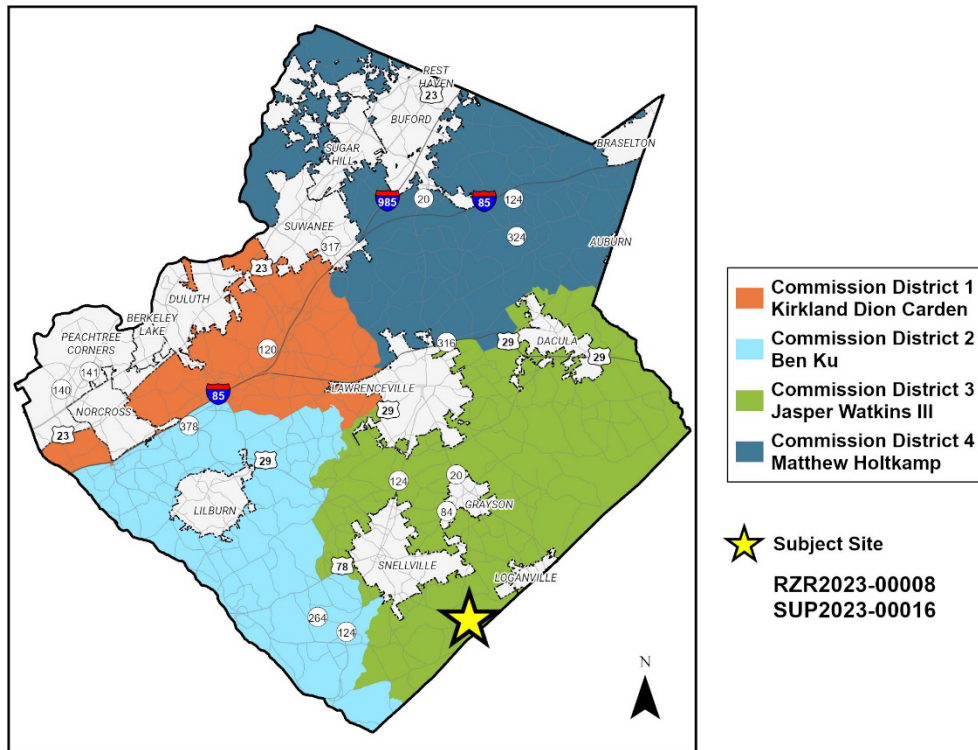 REST
HAVEN
23
BUFORD
BRASELTON
SUGAR
HILL
985
20
85
124
SUWANEE
317
324
AUBURN
23
DULUTH
BERKELEY
LAKE
PEACHTREE
CORNERS
141
140
120
316
29
DACULA
29
NORCROSS
85
LAWRENCEVILLE
29
23
378
29
LILBURN
124
20
GRAYSON
84
78
SNELLVILLE
LOGANVILLE
264
124
N
Commission District 1
Kirkland Dion Carden
Commission District 2
Ben Ku
Commission District 3
Jasper Watkins III
Commission District 4
Matthew Holtkamp
Subject Site
RZR2023-00008
SUP2023-00016